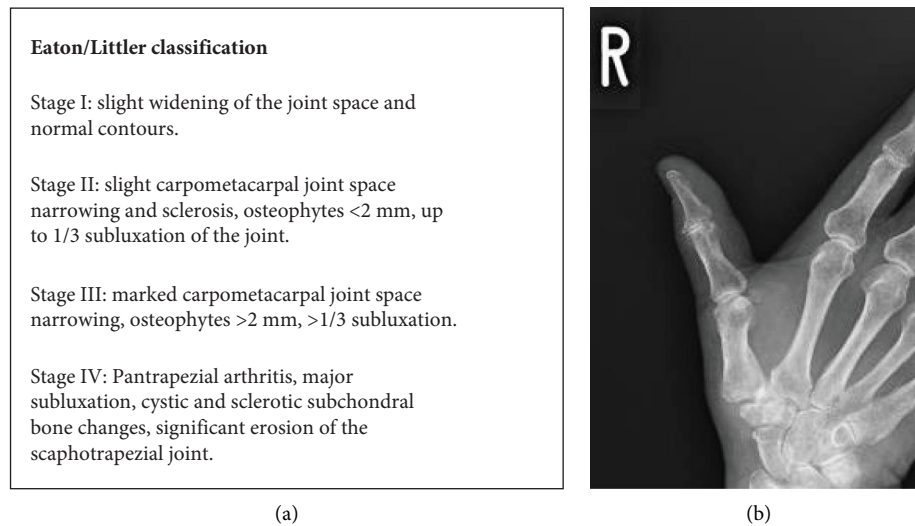 Eaton/Littler classification
Stage I: slight widening of the joint space and
normal contours.
Stage II: slight carpometacarpal joint space
narrowing and sclerosis, osteophytes <2 mm, up
to 1/3 subluxation of the joint.
Stage III: marked carpometacarpal joint space
narrowing, osteophytes >2 mm, >1/3 subluxation.
Stage IV: Pantrapezial arthritis, major
subluxation, cystic and sclerotic subchondral
bone changes, significant erosion of the
scaphotrapezial joint.
(a)
R
(b)